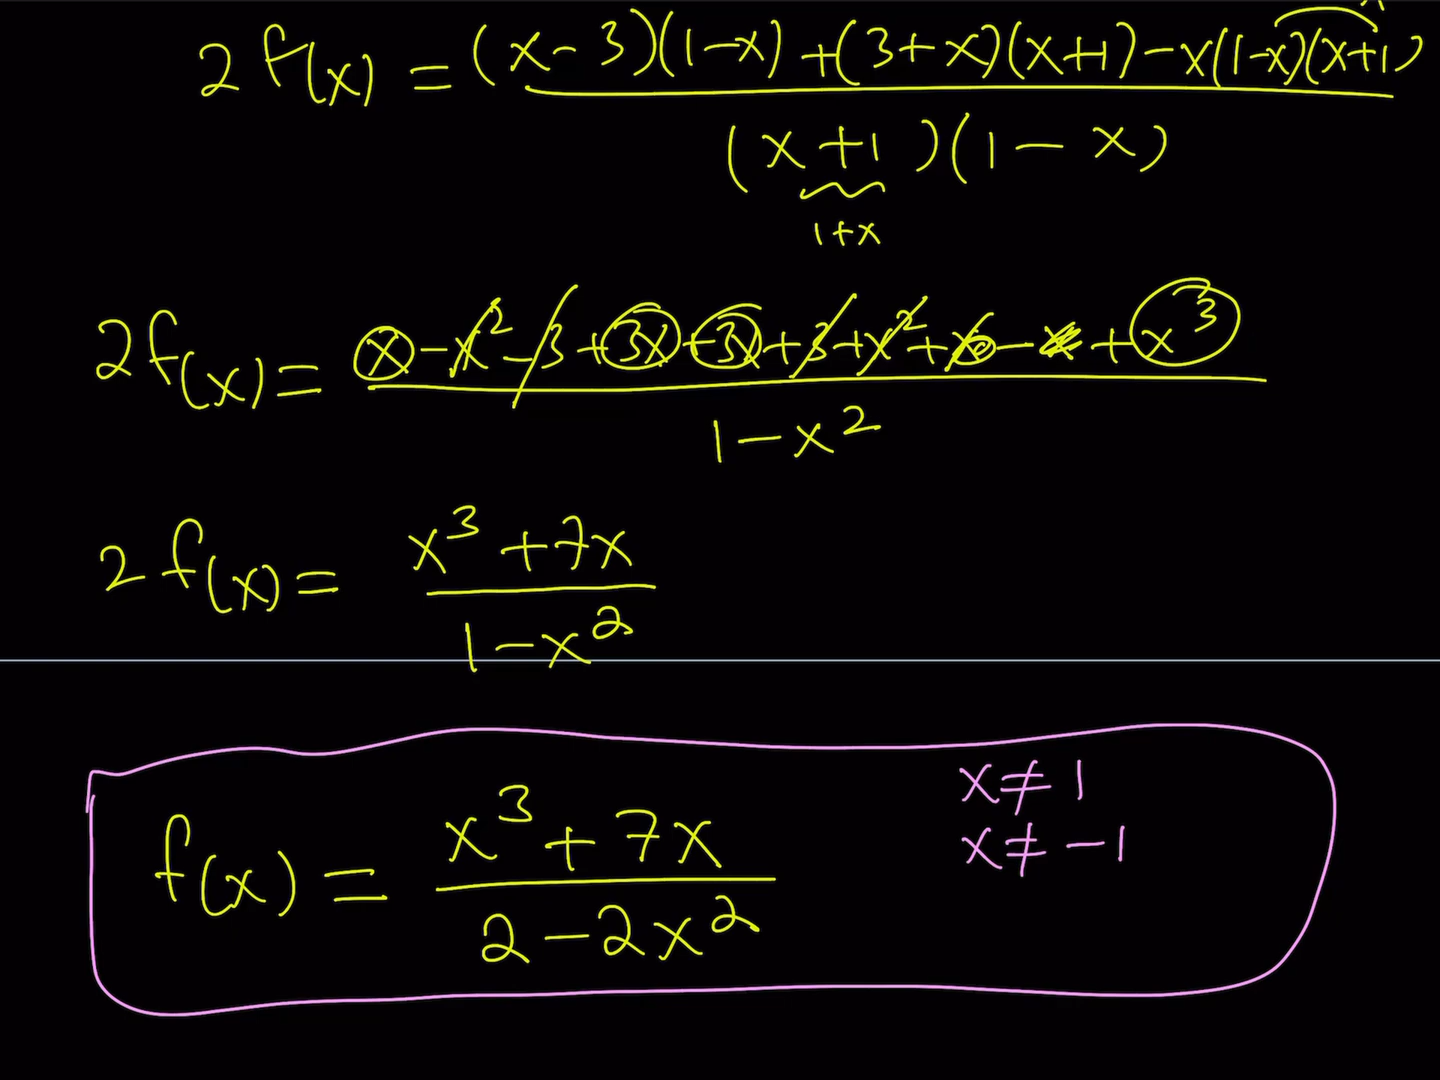 2f(x) = (x-3)(1-x)+(3+x)(x+1)-x(1-x)(x+1)
(x+1)(1-x)
1+x
2f(x) = x-x²-3+3x+3x+3+x²+x-x+x³
1-x²
2f(x) = x³+7x
1-x²
x≠1
x≠-1
f(x) = x³+7x
2-2x²